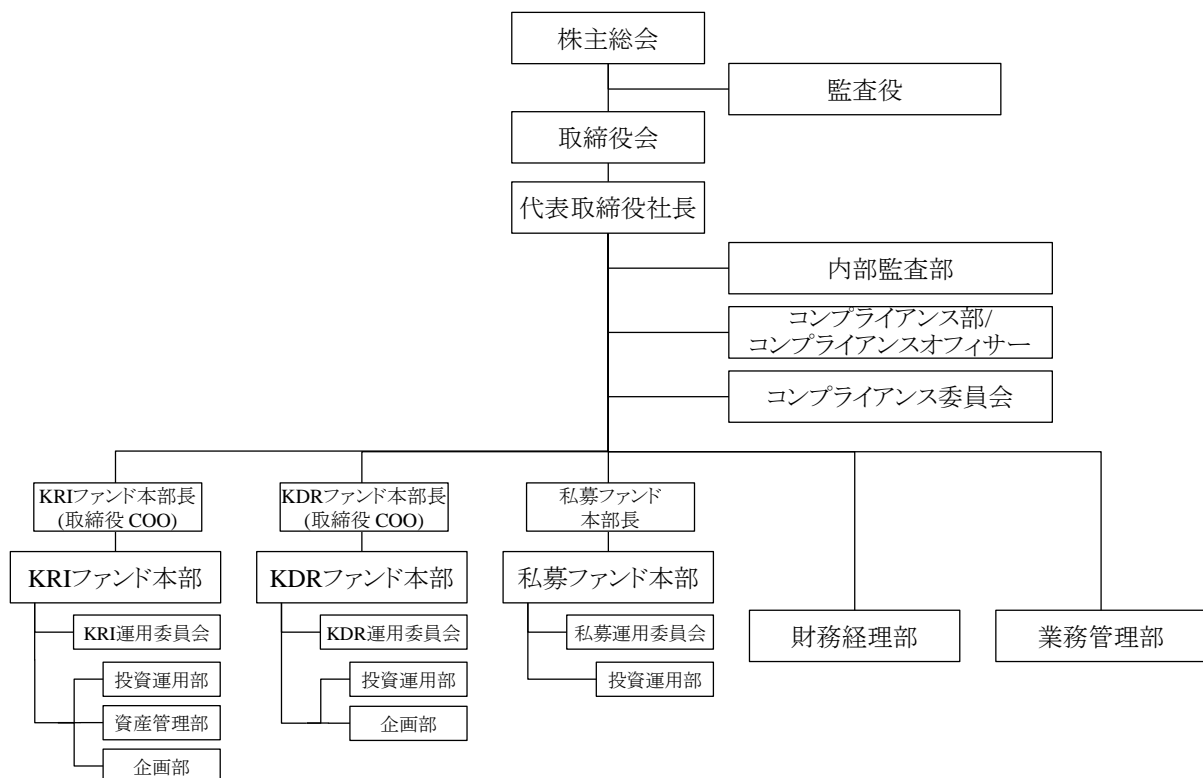 株主総会
監査役
取締役会
代表取締役社長
内部監査部
コンプライアンス部/
コンプライアンスオフィサー
コンプライアンス委員会
KRIファンド本部長
(取締役 COO)
KDRファンド本部長
(取締役 COO)
私募ファンド
本部長
KRIファンド本部
KDRファンド本部
私募ファンド本部
KRI運用委員会
KDR運用委員会
私募運用委員会
財務経理部
業務管理部
投資運用部
投資運用部
投資運用部
資産管理部
企画部
企画部